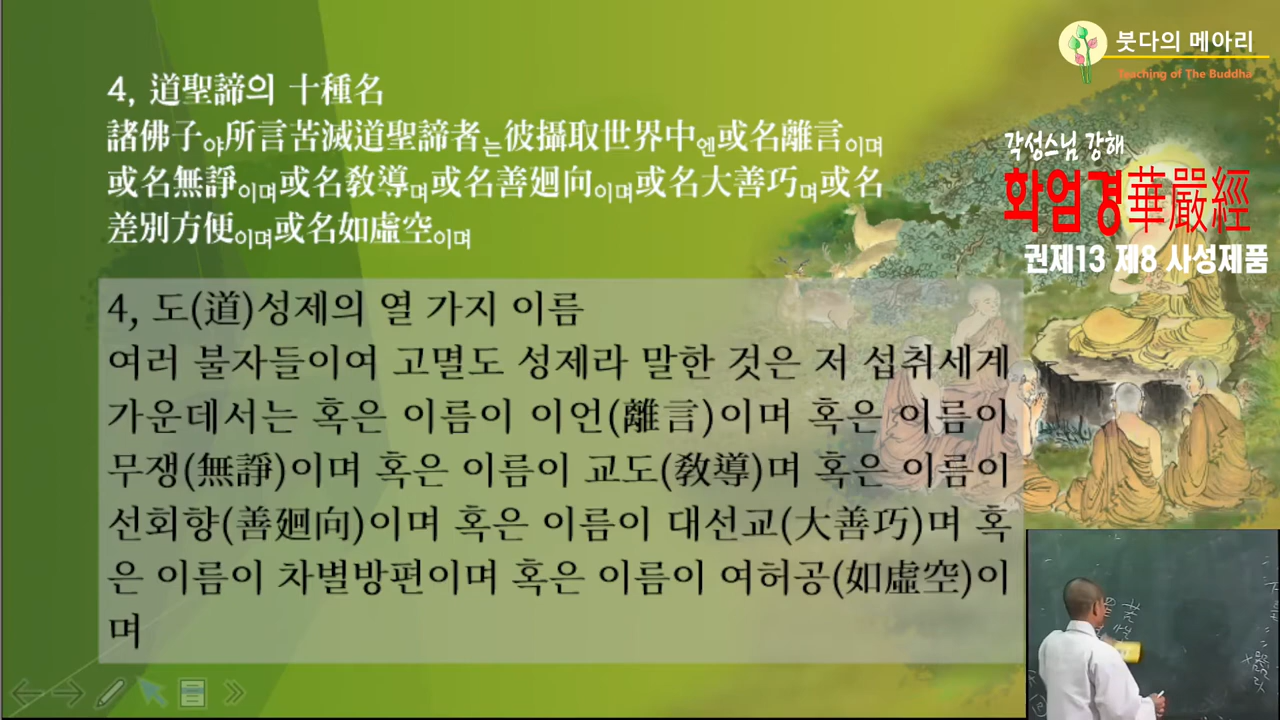 붓다의 메아리
Teaching of The Buddha
각성스님 강해
화엄경華嚴經
권제13 제8 사성제품
4, 道聖諦의 十種名
諸佛子야所言苦滅道聖諦者는彼攝取世界中엔或名離言이며
或名無諍이며或名敎導며或名善廻向이며或名大善巧며或名
差別方便이며或名如虛空이며
4, 도(道)성제의 열 가지 이름
여러 불자들이여 고멸도 성제라 말한 것은 저 섭취세계
가운데서는 혹은 이름이 이언(離言)이며 혹은 이름이
무쟁(無諍)이며 혹은 이름이 교도(敎導)며 혹은 이름이
선회향(善廻向)이며 혹은 이름이 대선교(大善巧)며 혹
은 이름이 차별방편이며 혹은 이름이 여허공(如虛空)이
며